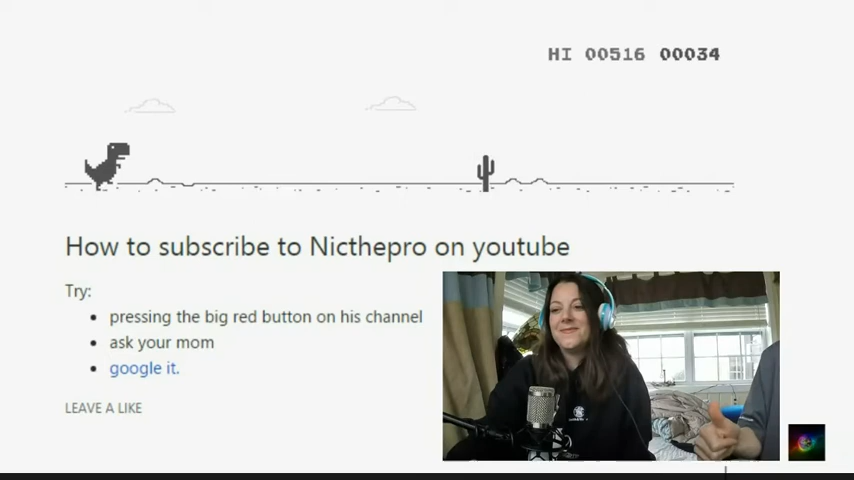 HI 00516 00034
How to subscribe to Nicthepro on youtube
Try:
pressing the big red button on his channel
ask your mom
google it.
LEAVE A LIKE